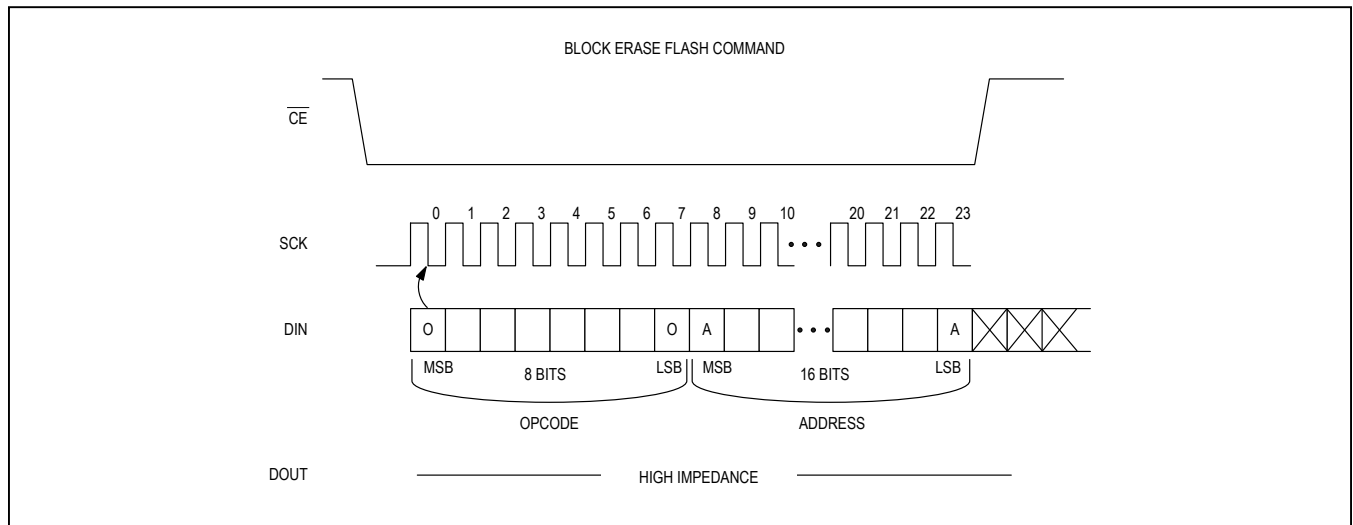 BLOCK ERASE FLASH COMMAND
CE
0 1 2 3 4 5 6 7 8 9 10 20 21 22 23
SCK
DIN O O A A
MSB 8 BITS LSB MSB 16 BITS LSB
OPCODE ADDRESS
DOUT HIGH IMPEDANCE